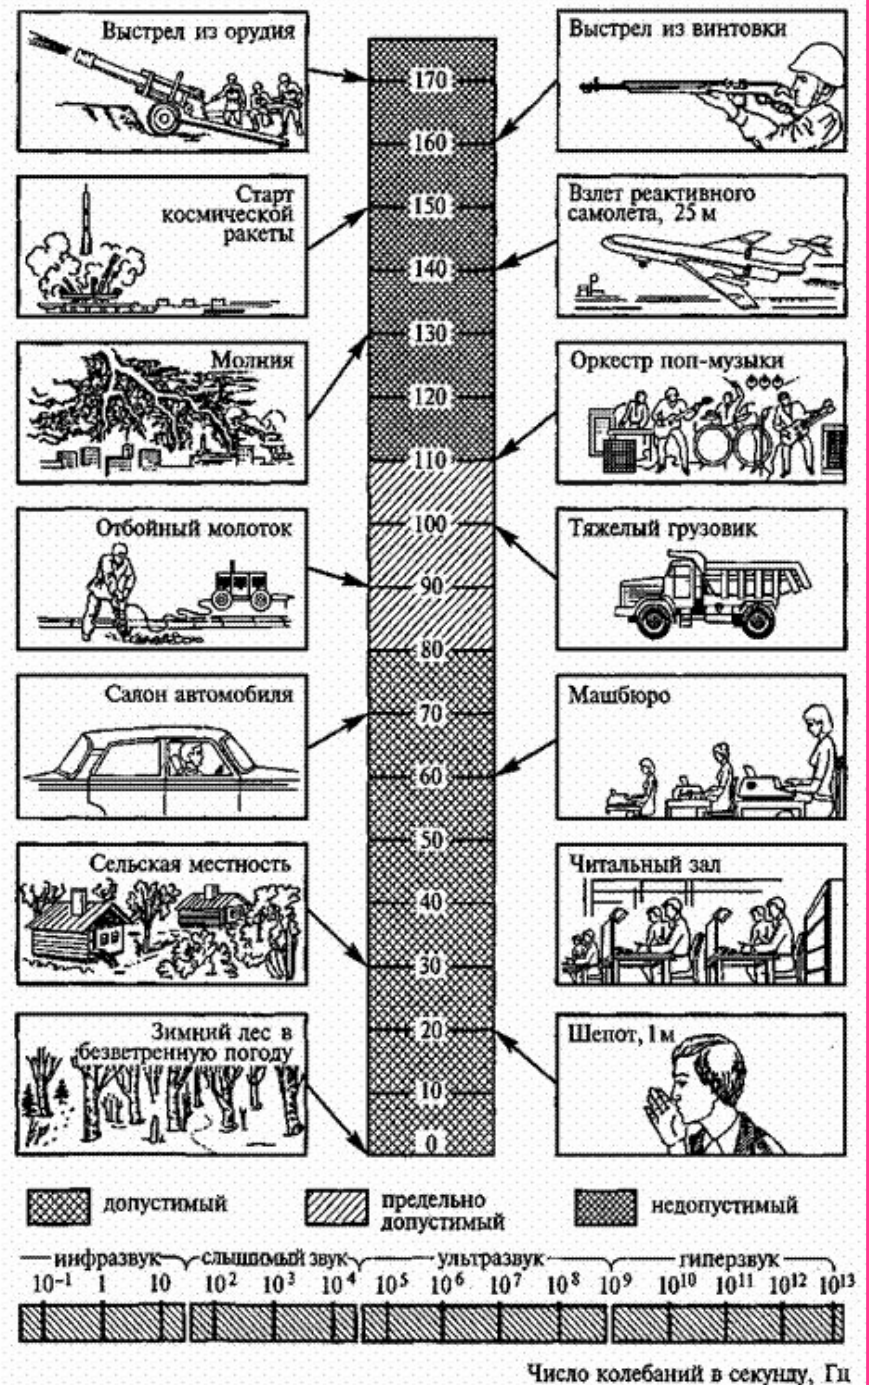 Выстрел из орудия
Выстрел из винтовки
170
160
Старт
космической
ракеты
Взлет реактивного
самолета, 25 м
150
140
130
Молния
Оркестр поп-музыки
120
110
Отбойный молоток
Тяжелый грузовик
100
90
80
Салон автомобиля
Машбюро
70
60
50
Сельская местность
Читальный зал
40
30
Зимний лес в
безветренную погоду
Шепот, 1 м
20
10
0
допустимый
предельно
допустимый
недопустимый
инфразвук слышимый звук ультразвук гиперзвук
10⁻¹ 1 10 10² 10³ 10⁴ 10⁵ 10⁶ 10⁷ 10⁸ 10⁹ 10¹⁰ 10¹¹ 10¹² 10¹³
Число колебаний в секунду, Гц